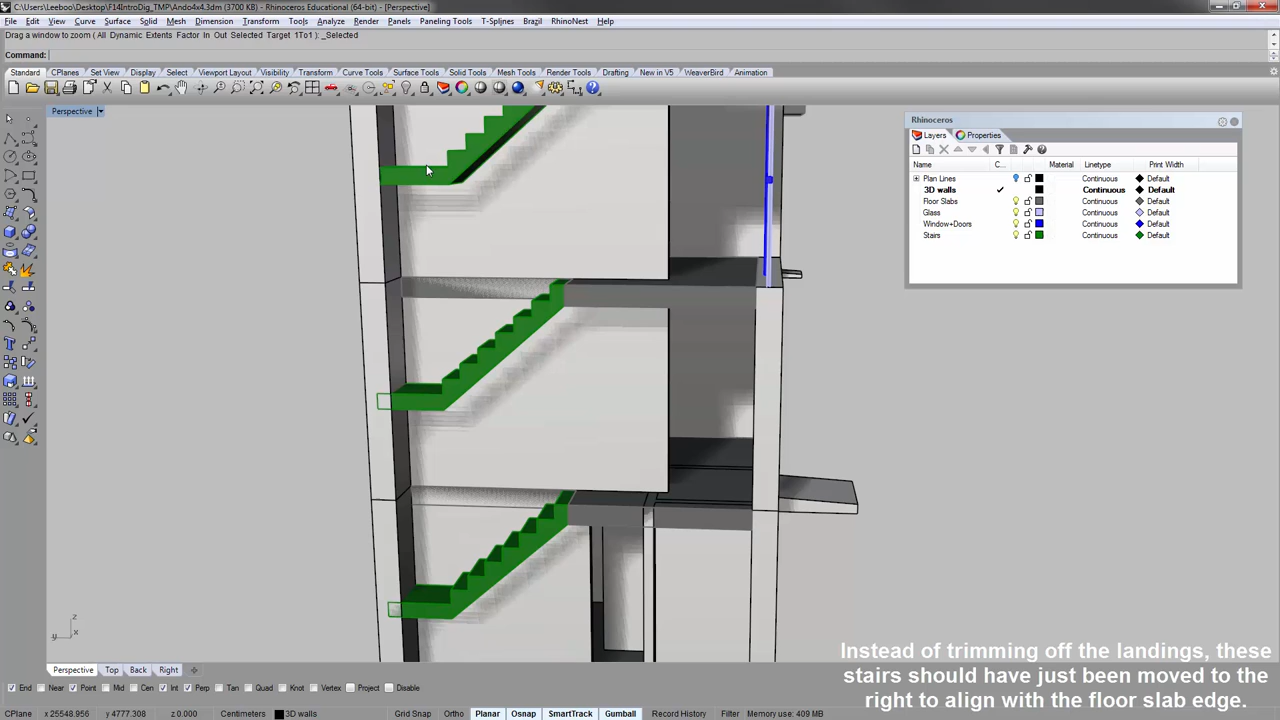 C:\Users\Leeboo\Desktop\F14IntroDig_TMP\Ando4x4.3dm (3700 KB) - Rhinoceros Educational (64-bit) - [Perspective]
File Edit View Curve Surface Solid Mesh Dimension Transform Tools Analyze Render Panels Paneling Tools T-Splines Brazil RhinoNest Help
Drag a window to zoom ( All Dynamic Extents Factor In Out Selected Target 1To1 ): _Selected
Command:
Standard CPlanes Set View Display Select Viewport Layout Visibility Transform Curve Tools Surface Tools Solid Tools Mesh Tools Render Tools Drafting New in V5 WeaverBird Animation
Perspective
Rhinoceros
Layers Properties
Name C... Material Linetype Print Width
Plan Lines Continuous Default
3D walls Continuous Default
Floor Slabs Continuous Default
Glass Continuous Default
Window+Doors Continuous Default
Stairs Continuous Default
z
y x
Instead of trimming off the landings, these
stairs should have just been moved to the
right to align with the floor slab edge.
Perspective Top Back Right
End Near Point Mid Cen Int Perp Tan Quad Knot Vertex Project Disable
CPlane x 25548.956 y 4777.308 z 0.000 Centimeters 3D walls Grid Snap Ortho Planar Osnap SmartTrack Gumball Record History Filter Memory use: 409 MB